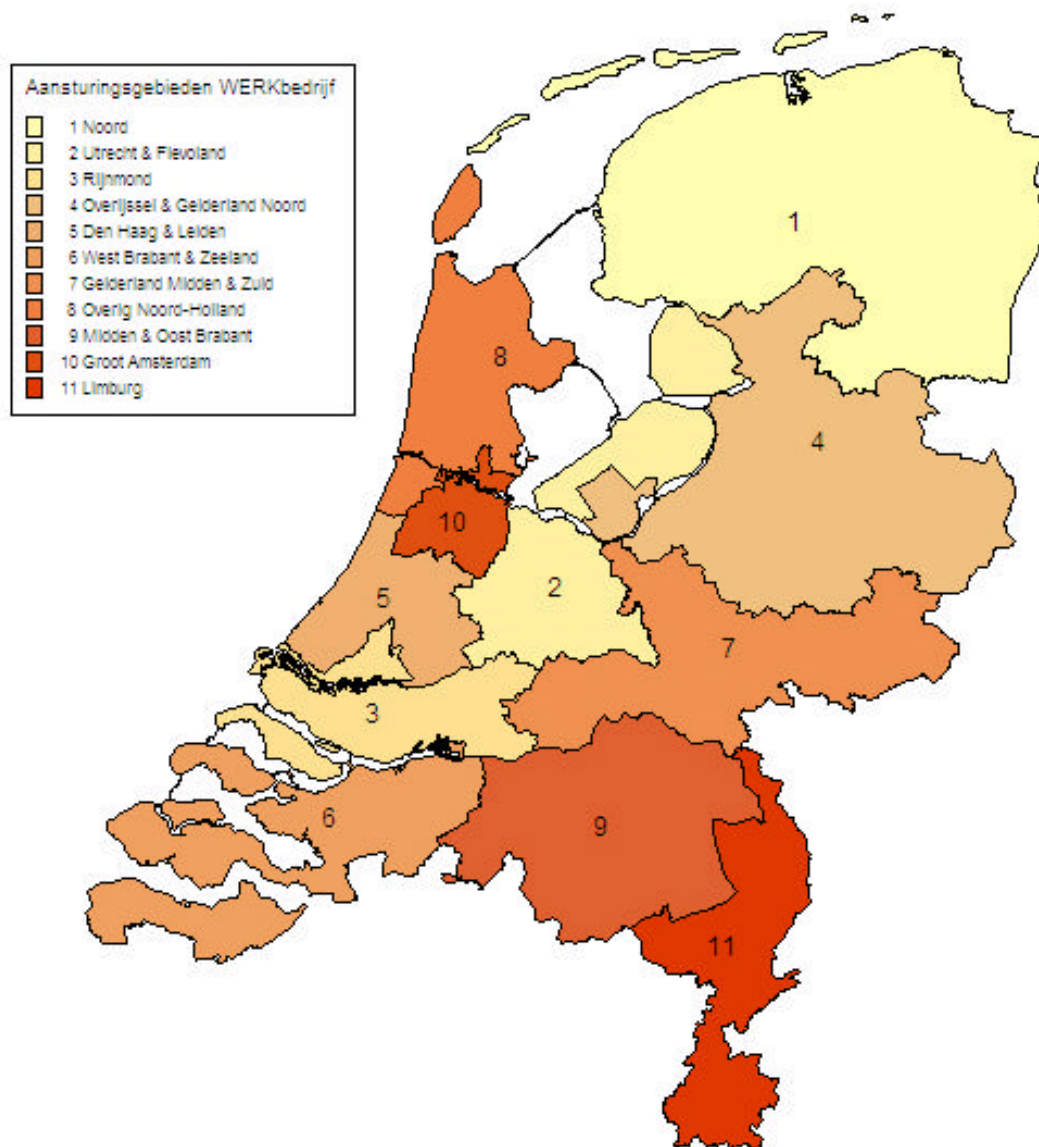 Aansturingsgebieden WERKbedrijf
1 Noord
2 Utrecht & Flevoland
3 Rijnmond
4 Overijssel & Gelderland Noord
5 Den Haag & Leiden
6 West Brabant & Zeeland
7 Gelderland Midden & Zuid
8 Overig Noord-Holland
9 Midden & Oost Brabant
10 Groot Amsterdam
11 Limburg
1
8
4
10
2
5
7
3
6
9
11